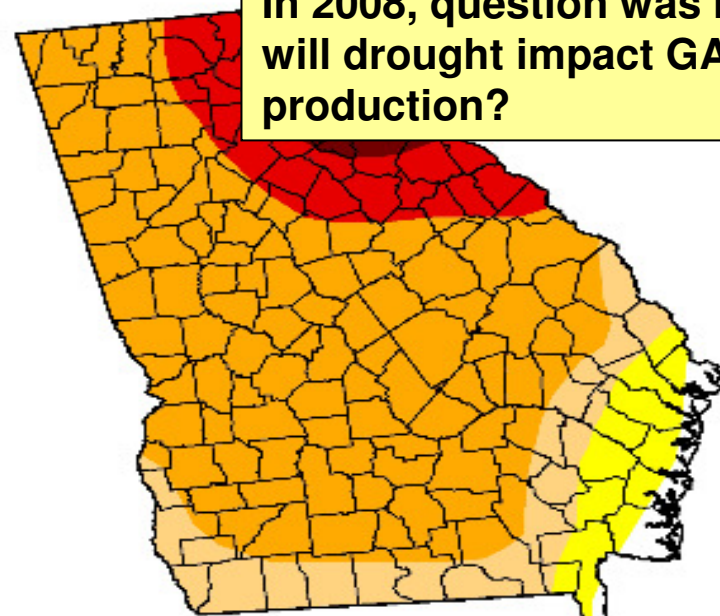 In 2008, question was
will drought impact GA
production?